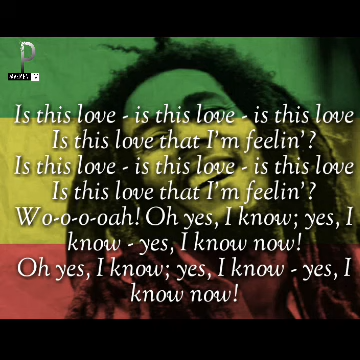 P
Is this love - is this love - is this love
Is this love that I'm feelin'?
Is this love - is this love - is this love
Is this love that I'm feelin'?
Wo-o-o-oah! Oh yes, I know; yes, I
know - yes, I know now!
Oh yes, I know; yes, I know - yes, I
know now!